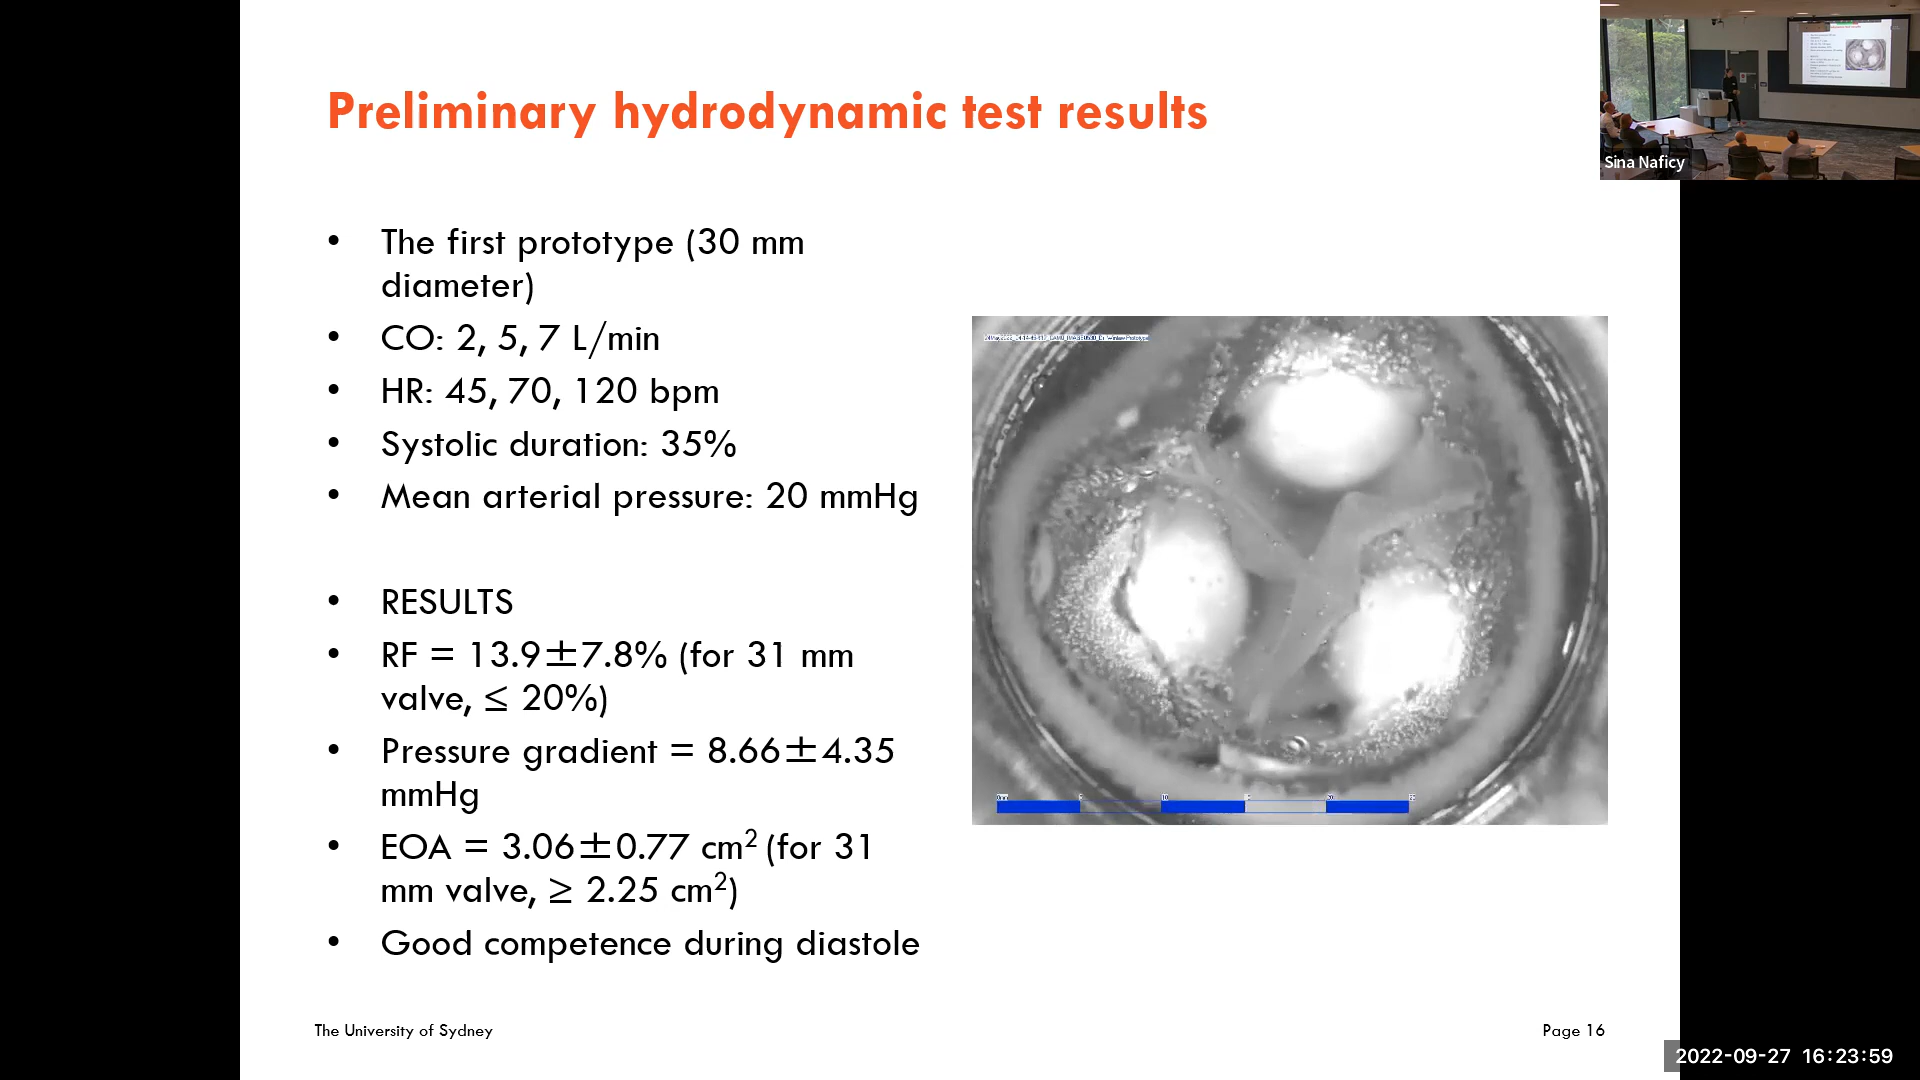 Preliminary hydrodynamic test results
Sina Naficy
• The first prototype (30 mm
diameter)
• CO: 2, 5, 7 L/min
• HR: 45, 70, 120 bpm
• Systolic duration: 35%
• Mean arterial pressure: 20 mmHg
• RESULTS
• RF = 13.9±7.8% (for 31 mm
valve, ≤ 20%)
• Pressure gradient = 8.66±4.35
mmHg
• EOA = 3.06±0.77 cm² (for 31
mm valve, ≥ 2.25 cm²)
• Good competence during diastole
The University of Sydney
Page 16
2022-09-27 16:23:59